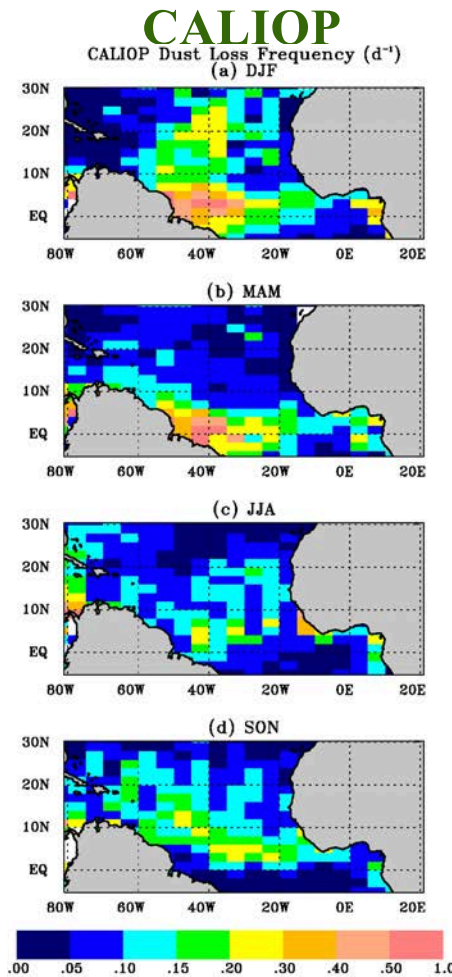 CALIOP
CALIOP Dust Loss Frequency (d⁻¹)
(a) DJF
30N
20N
10N
EQ
80W 60W 40W 20W 0E 20E
(b) MAM
30N
20N
10N
EQ
80W 60W 40W 20W 0E 20E
(c) JJA
30N
20N
10N
EQ
80W 60W 40W 20W 0E 20E
(d) SON
30N
20N
10N
EQ
80W 60W 40W 20W 0E 20E
.00 .05 .10 .15 .20 .30 .40 .50 1.0